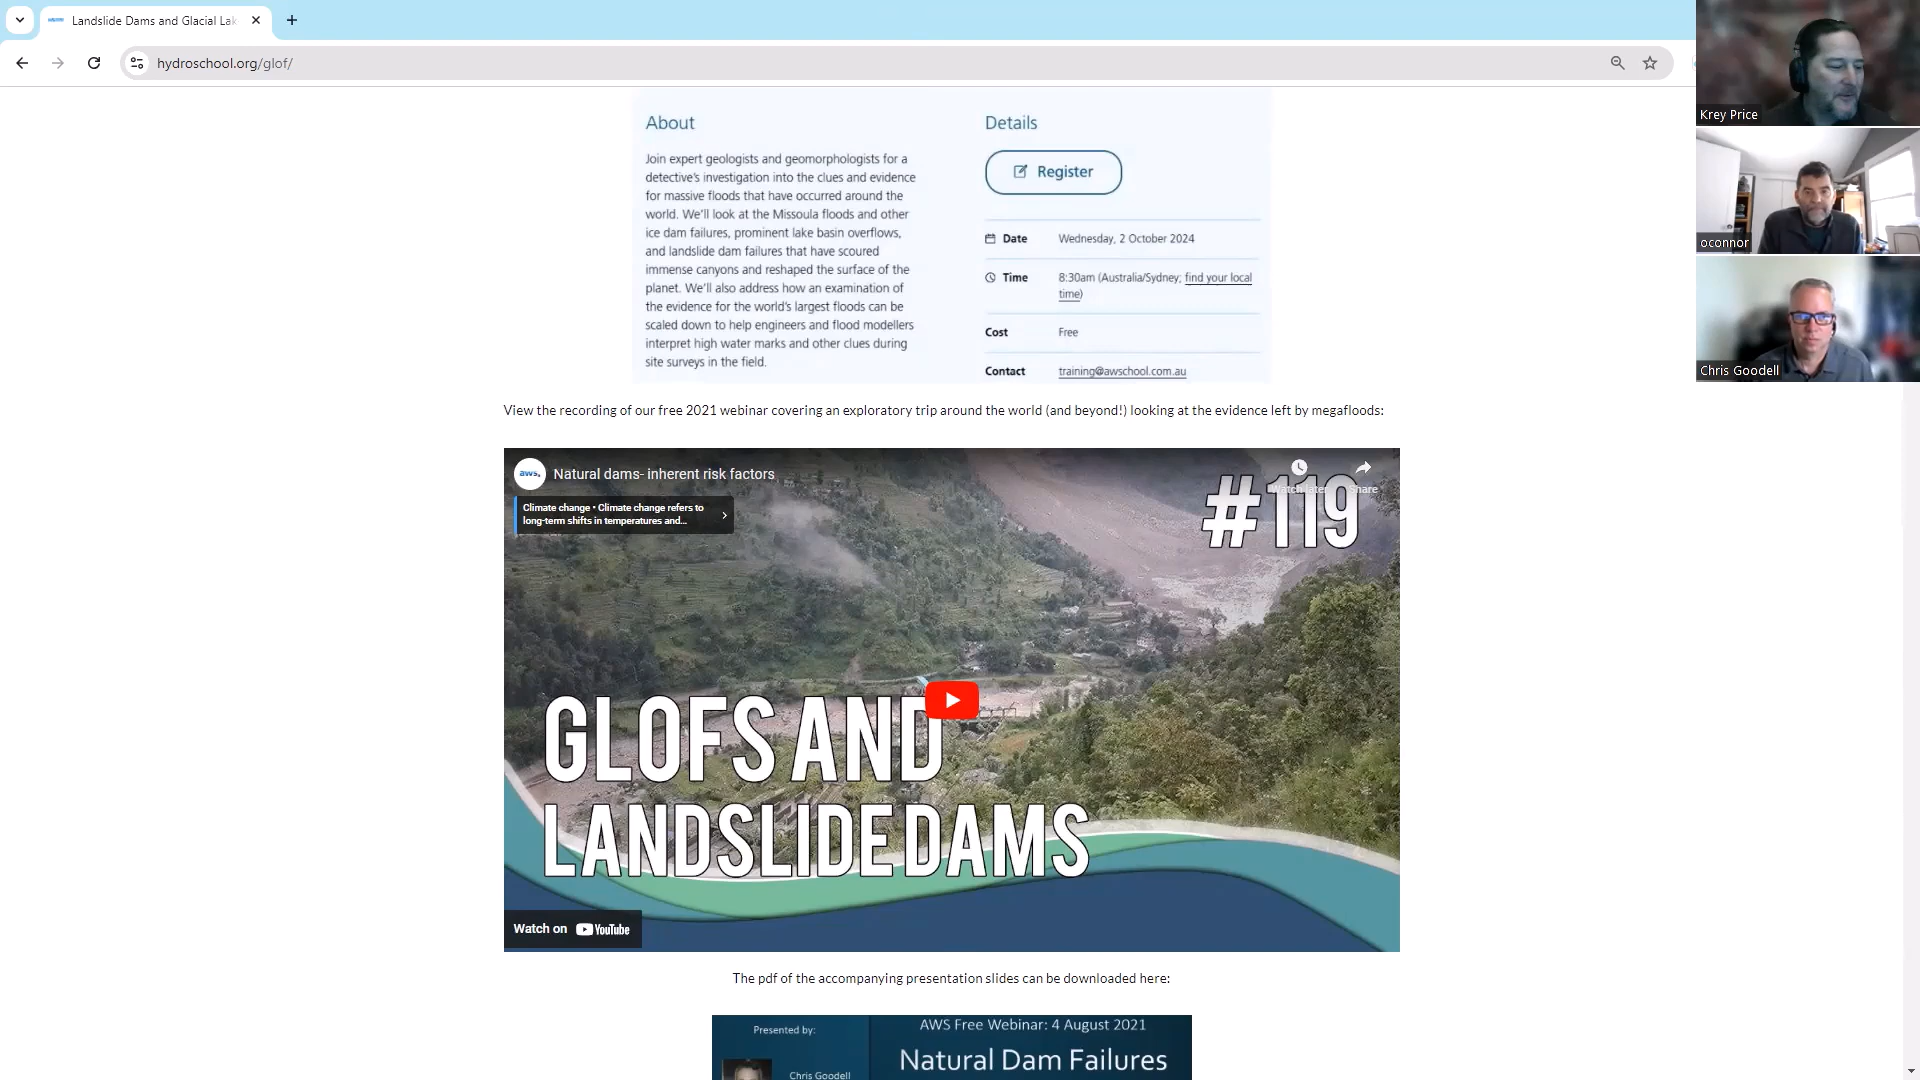 Landslide Dams and Glacial Lak
hydroschool.org/glof/
Krey Price
oconnor
Chris Goodell
About
Join expert geologists and geomorphologists for a
detective's investigation into the clues and evidence
for massive floods that have occurred around the
world. We'll look at the Missoula floods and other
ice dam failures, prominent lake basin overflows,
and landslide dam failures that have scoured
immense canyons and reshaped the surface of the
planet. We'll also address how an examination of
the evidence for the world's largest floods can be
scaled down to help engineers and flood modellers
interpret high water marks and other clues during
site surveys in the field.
Details
Register
Date Wednesday, 2 October 2024
Time 8:30am (Australia/Sydney; find your local
time)
Cost Free
Contact training@awschool.com.au
View the recording of our free 2021 webinar covering an exploratory trip around the world (and beyond!) looking at the evidence left by megafloods:
aws.
Natural dams- inherent risk factors
Watch later
Share
Climate change • Climate change refers to
long-term shifts in temperatures and...
#119
GLOFS AND
LANDSLIDE DAMS
Watch on YouTube
The pdf of the accompanying presentation slides can be downloaded here:
Presented by:
Chris Goodell
AWS Free Webinar: 4 August 2021
Natural Dam Failures